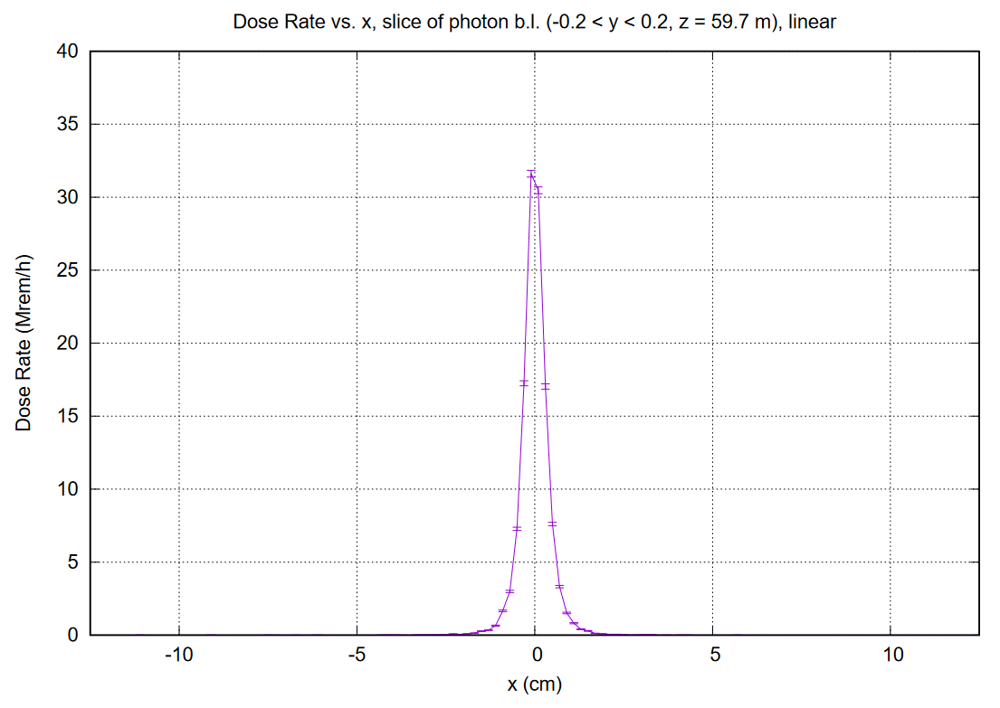 Dose Rate vs. x, slice of photon b.l. (-0.2 < y < 0.2, z = 59.7 m), linear
40
35
30
25
20
15
10
5
0
Dose Rate (Mrem/h)
-10 -5 0 5 10
x (cm)